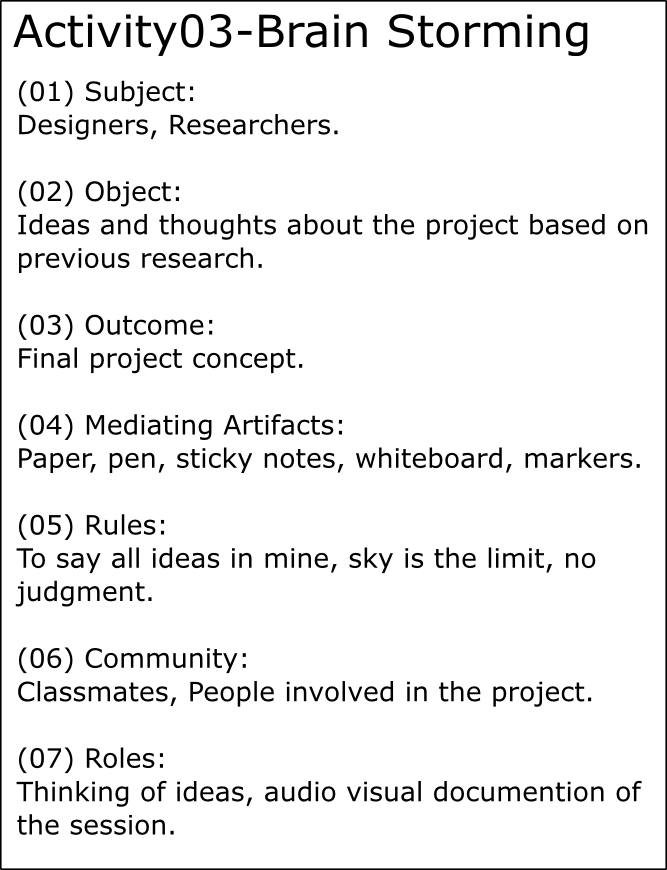 Activity03-Brain Storming
(01) Subject:
Designers, Researchers.
(02) Object:
Ideas and thoughts about the project based on
previous research.
(03) Outcome:
Final project concept.
(04) Mediating Artifacts:
Paper, pen, sticky notes, whiteboard, markers.
(05) Rules:
To say all ideas in mine, sky is the limit, no
judgment.
(06) Community:
Classmates, People involved in the project.
(07) Roles:
Thinking of ideas, audio visual documention of
the session.